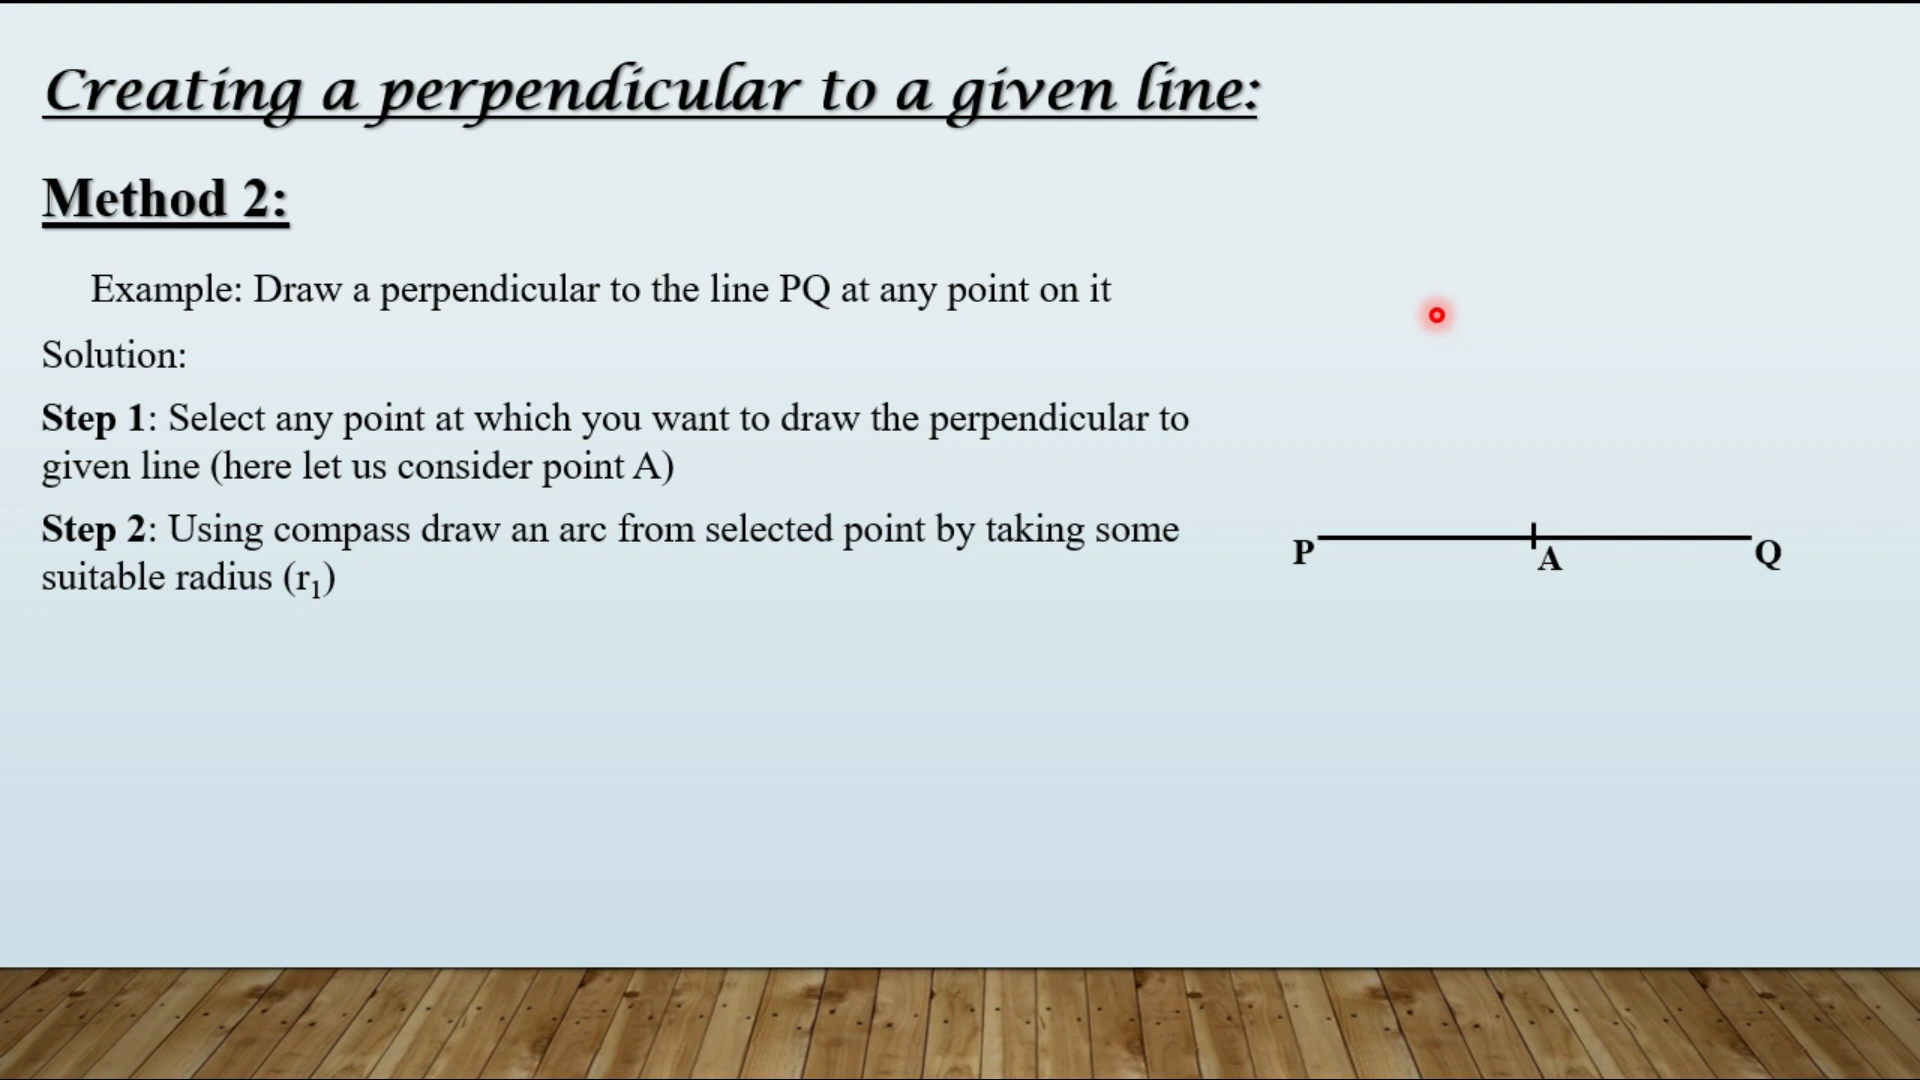 Creating a perpendicular to a given line:
Method 2:
Example: Draw a perpendicular to the line PQ at any point on it
Solution:
Step 1: Select any point at which you want to draw the perpendicular to
given line (here let us consider point A)
Step 2: Using compass draw an arc from selected point by taking some
suitable radius (r₁)
P A Q